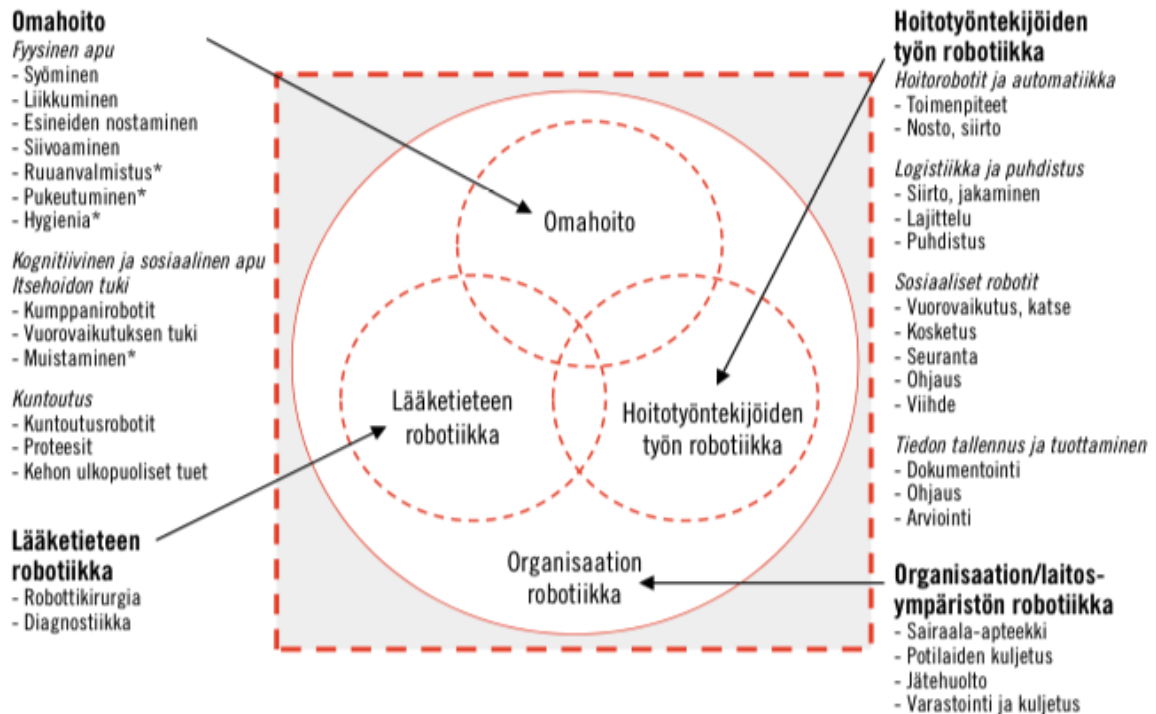 Omahoito
Fyysinen apu
- Syöminen
- Liikkuminen
- Esineiden nostaminen
- Siivoaminen
- Ruuanvalmistus*
- Pukeutuminen*
- Hygienia*
Kognitiivinen ja sosiaalinen apu
Itsehoidon tuki
- Kumppanirobotit
- Vuorovaikutuksen tuki
- Muistaminen*
Kuntoutus
- Kuntoutusrobotit
- Proteesit
- Kehon ulkopuoliset tuet
Lääketieteen
robotiikka
- Robottikirurgia
- Diagnostiikka
Omahoito
Lääketieteen
robotiikka
Hoitotyöntekijöiden
työn robotiikka
Organisaation
robotiikka
Hoitotyöntekijöiden
työn robotiikka
Hoitorobotit ja automatiikka
- Toimenpiteet
- Nosto, siirto
Logistiikka ja puhdistus
- Siirto, jakaminen
- Lajittelu
- Puhdistus
Sosiaaliset robotit
- Vuorovaikutus, katse
- Kosketus
- Seuranta
- Ohjaus
- Viihde
Tiedon tallennus ja tuottaminen
- Dokumentointi
- Ohjaus
- Arviointi
Organisaation/laitos-
ympäristön robotiikka
- Sairaala-apteekki
- Potilaiden kuljetus
- Jätehuolto
- Varastointi ja kuljetus